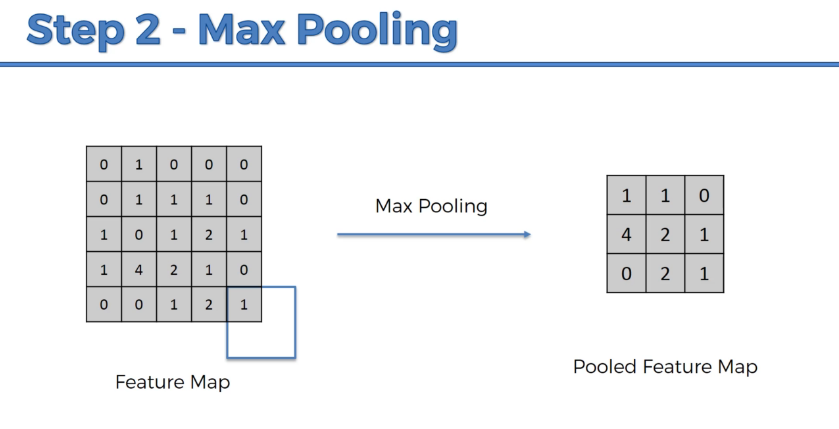 Step 2 - Max Pooling
0 1 0 0 0
0 1 1 1 0
1 0 1 2 1
1 4 2 1 0
0 0 1 2 1
Feature Map
Max Pooling
1 1 0
4 2 1
0 2 1
Pooled Feature Map